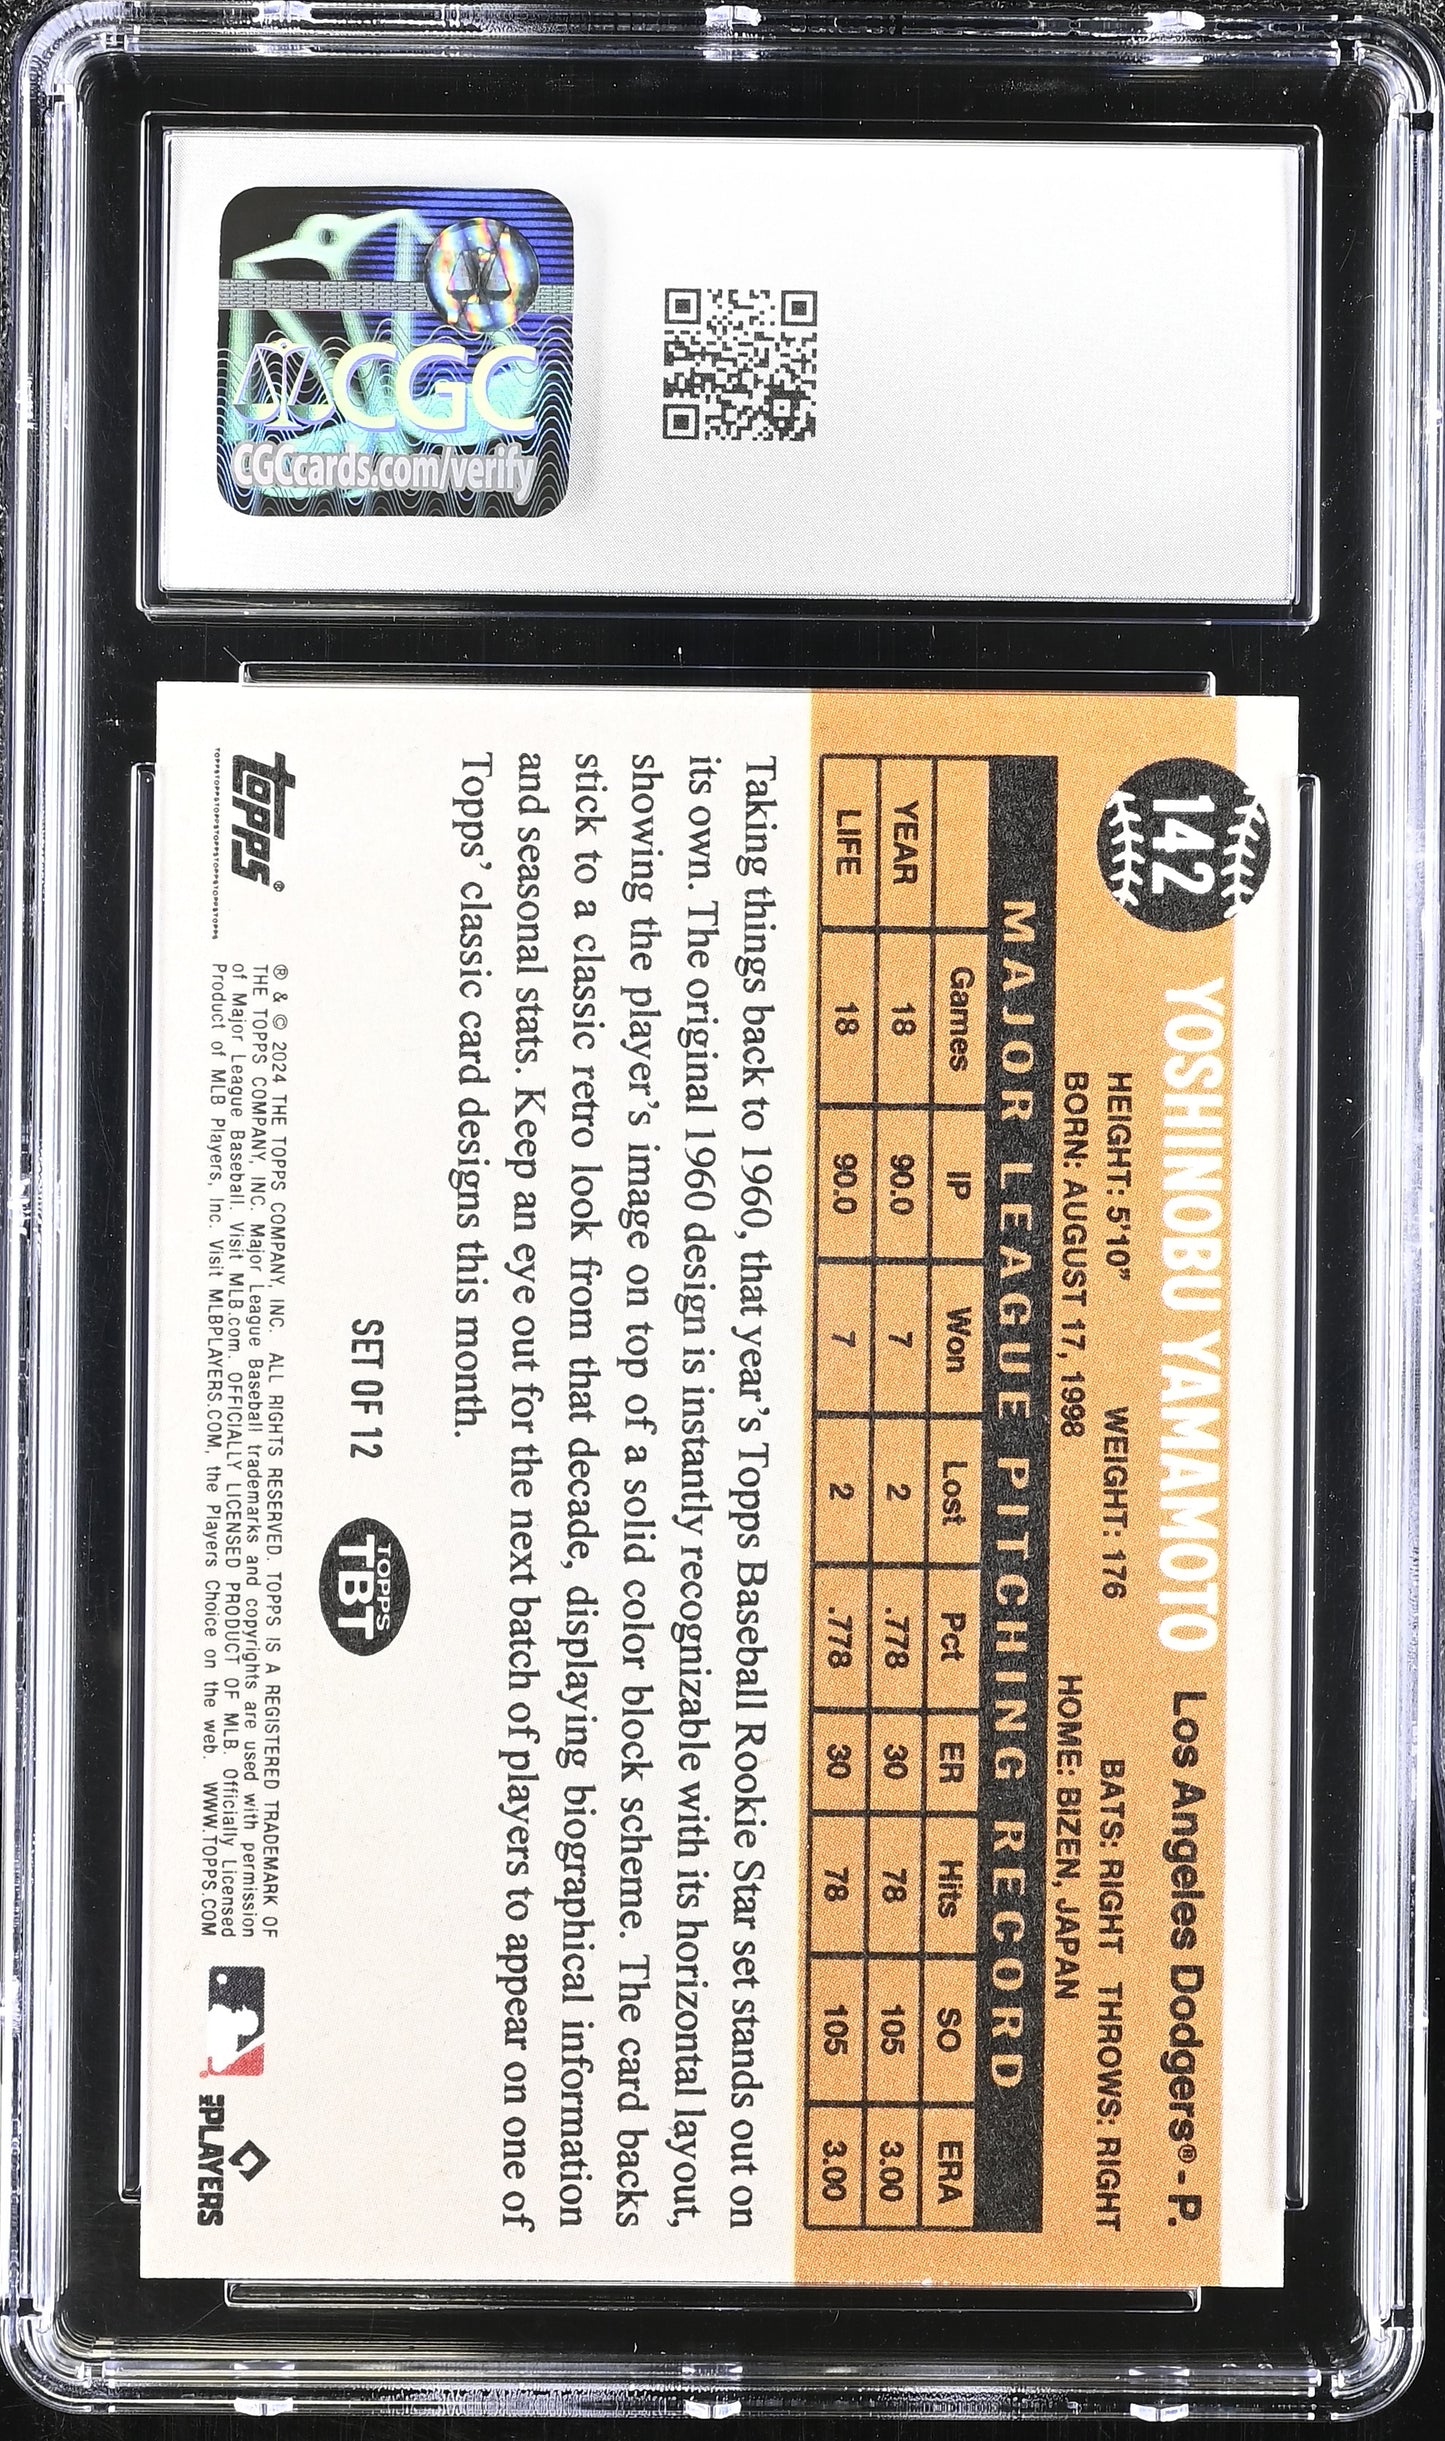 CGC
CGCcards.com/verify
142
YOSHINOBU YAMAMOTO Los Angeles Dodgers® - P.
HEIGHT: 5'10" WEIGHT: 176 BATS: RIGHT THROWS: RIGHT
BORN: AUGUST 17, 1998 HOME: BIZEN, JAPAN
MAJOR LEAGUE PITCHING RECORD
Games IP Won Lost Pct ER Hits SO ERA
YEAR 18 90.0 7 2 .778 30 78 105 3.00
LIFE 18 90.0 7 2 .778 30 78 105 3.00
Taking things back to 1960, that year's Topps Baseball Rookie Star set stands out on
its own. The original 1960 design is instantly recognizable with its horizontal layout,
showing the player's image on top of a solid color block scheme. The card backs
stick to a classic retro look from that decade, displaying biographical information
and seasonal stats. Keep an eye out for the next batch of players to appear on one of
Topps' classic card designs this month.
SET OF 12
TOPPS
TBT
topps®
TOPPSTOPPSTOPPSTOPPSTOPPSTOPPSTOPPSTOPPS
® & © 2024 THE TOPPS COMPANY, INC. ALL RIGHTS RESERVED. TOPPS IS A REGISTERED TRADEMARK OF
THE TOPPS COMPANY, INC. Major League Baseball trademarks and copyrights are used with permission
of Major League Baseball. Visit MLB.com. OFFICIALLY LICENSED PRODUCT OF MLB. Officially Licensed
Product of MLB Players, Inc. Visit MLBPLAYERS.COM, the Players Choice on the web. WWW.TOPPS.COM
MLB PLAYERS